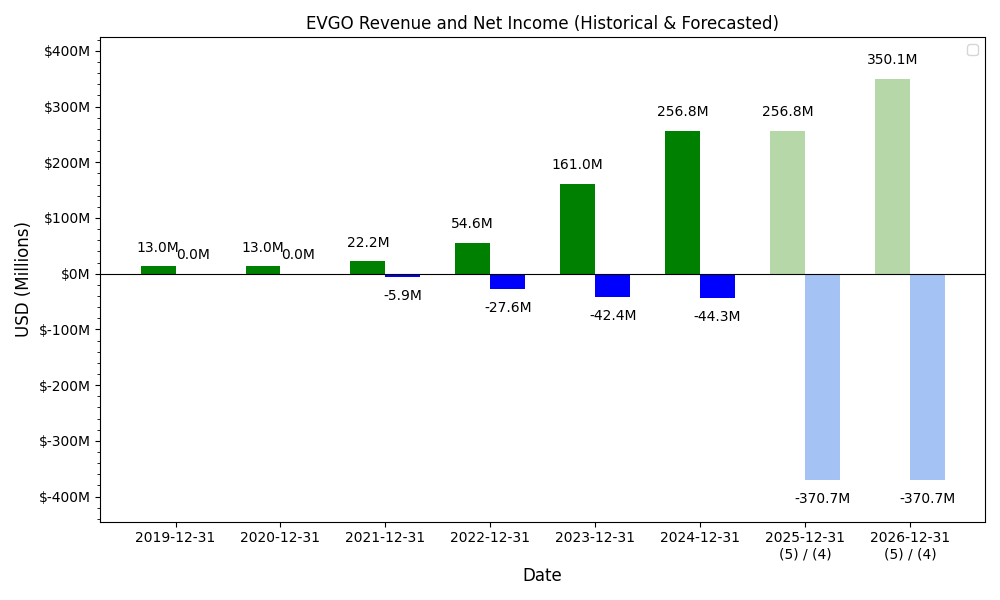 EVGO Revenue and Net Income (Historical & Forecasted)
$400M
$300M
$200M
$100M
$0M
$-100M
$-200M
$-300M
$-400M
USD (Millions)
13.0M
0.0M
13.0M
0.0M
22.2M
-5.9M
54.6M
-27.6M
161.0M
-42.4M
256.8M
-44.3M
256.8M
-370.7M
350.1M
-370.7M
2019-12-31
2020-12-31
2021-12-31
2022-12-31
2023-12-31
2024-12-31
2025-12-31
(5) / (4)
2026-12-31
(5) / (4)
Date